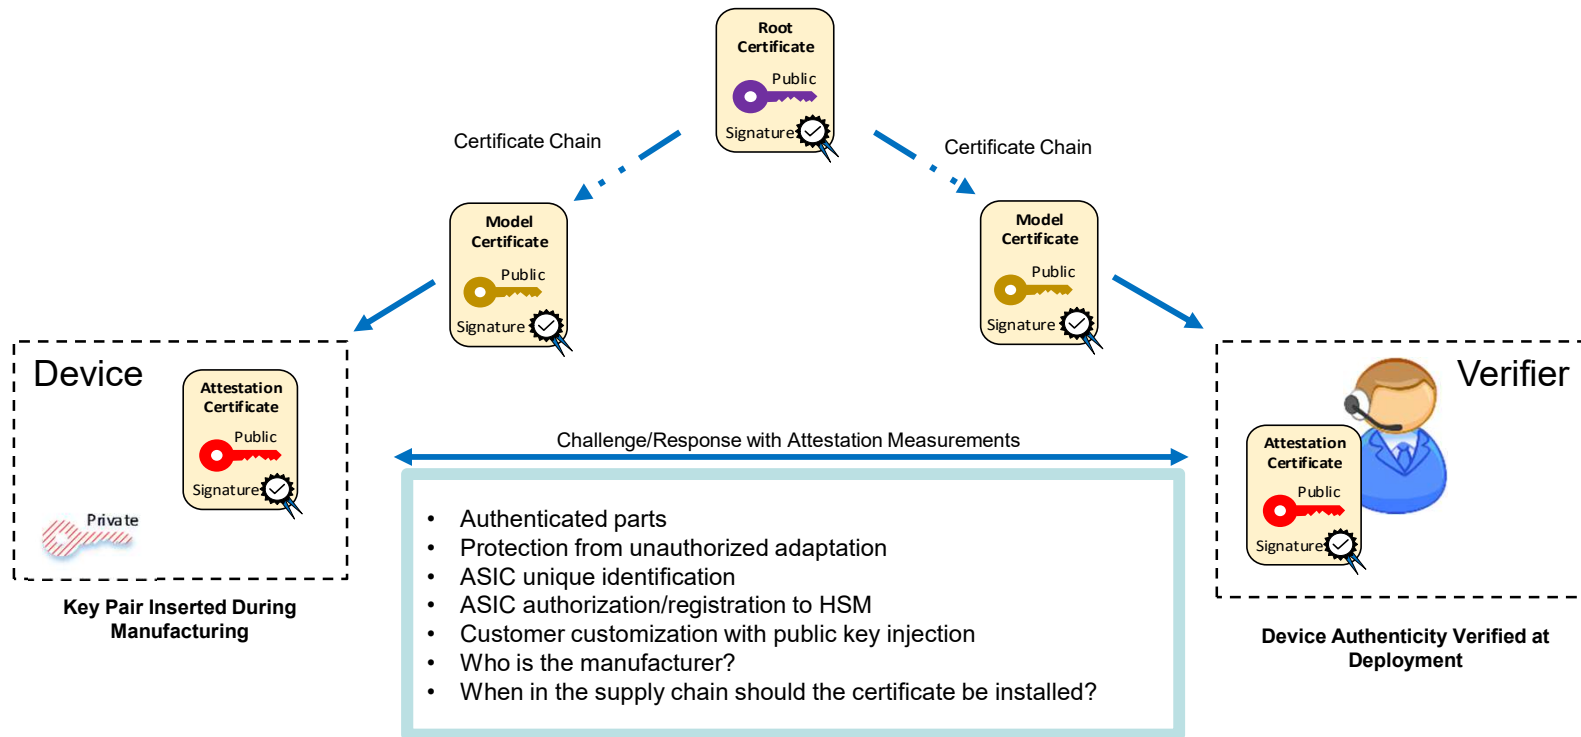 Root
Certificate
Public
Signature
Certificate Chain
Certificate Chain
Model
Certificate
Public
Signature
Model
Certificate
Public
Signature
Device
Attestation
Certificate
Public
Signature
Private
Key Pair Inserted During
Manufacturing
Challenge/Response with Attestation Measurements
• Authenticated parts
• Protection from unauthorized adaptation
• ASIC unique identification
• ASIC authorization/registration to HSM
• Customer customization with public key injection
• Who is the manufacturer?
• When in the supply chain should the certificate be installed?
Verifier
Attestation
Certificate
Public
Signature
Device Authenticity Verified at
Deployment